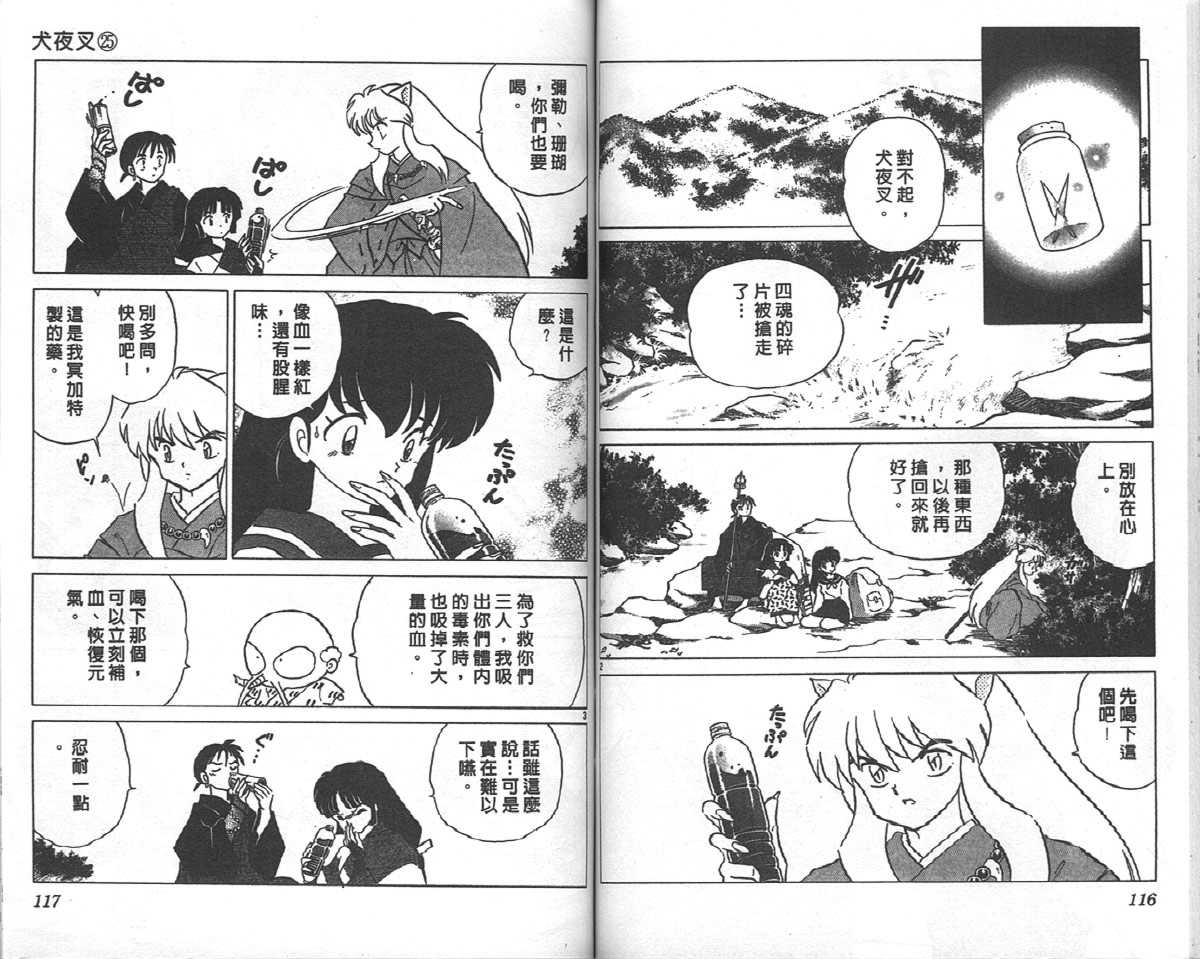 對不起，
犬夜叉。
四魂的碎
片被搶走
了…
別放在心
上。
那種東西
，以後再
搶回來就
好了。
2
先喝下這
個吧！
たっぷん
116
犬夜叉㉕
彌勒、珊瑚
，你們也要
喝。
ぱし
ぱし
這是什
麼？
像血一樣紅
，還有股腥
味…
たっぷん
別多問，
快喝吧！
這是我冥加特
製的藥。
為了救你們
三人，我吸
出你們體內
的毒素時，
也吸掉了大
量的血。
喝下那個，
可以立刻補
血、恢復元
氣。
3
話雖這麼
說…可是
實在難以
下嚥。
忍耐一點
。
117